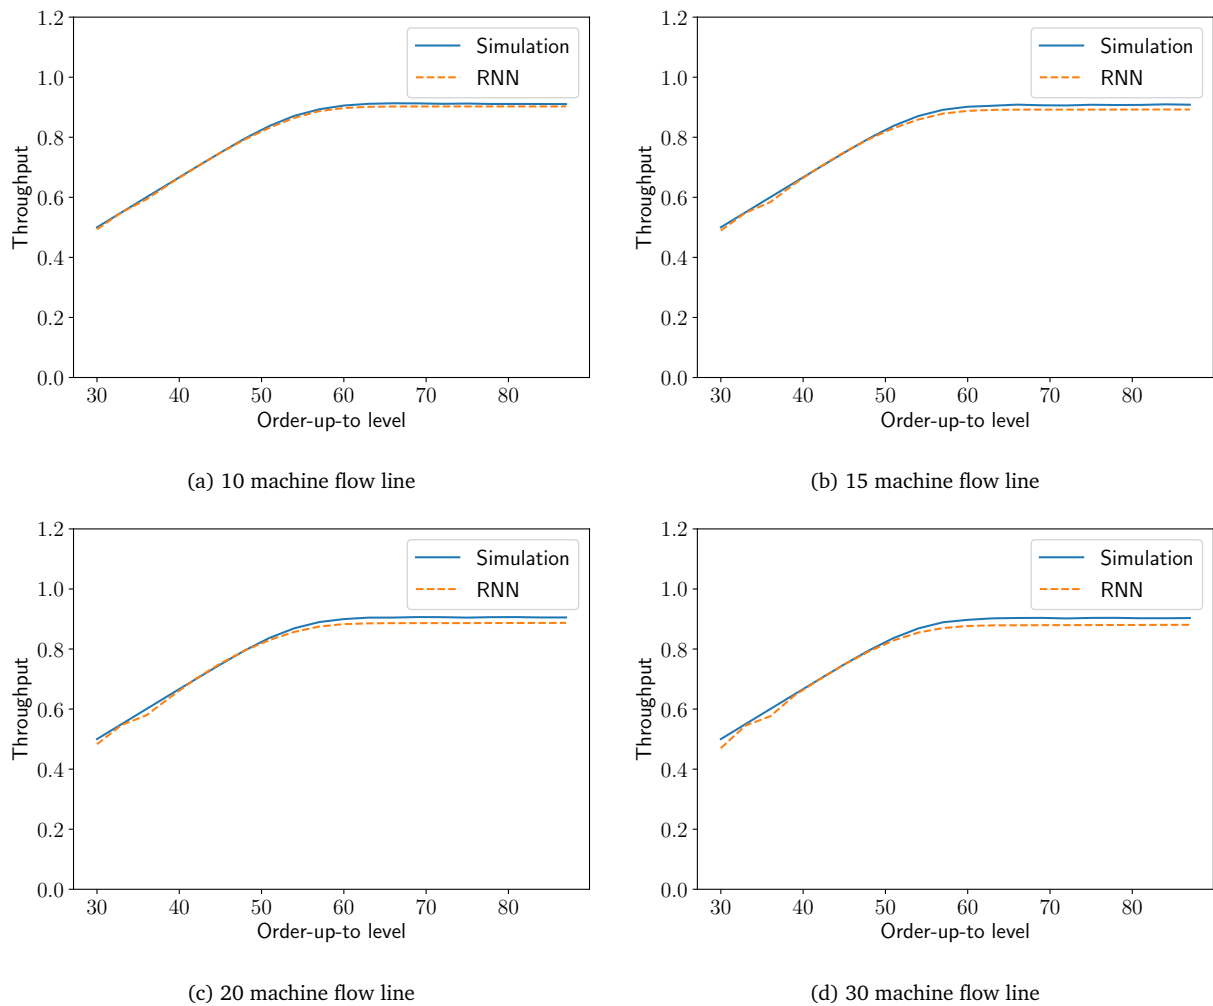 1.2
1.0
0.8
0.6
0.4
0.2
0.0
Throughput
Simulation
RNN
30 40 50 60 70 80
Order-up-to level
(a) 10 machine flow line
1.2
1.0
0.8
0.6
0.4
0.2
0.0
Throughput
Simulation
RNN
30 40 50 60 70 80
Order-up-to level
(b) 15 machine flow line
1.2
1.0
0.8
0.6
0.4
0.2
0.0
Throughput
Simulation
RNN
30 40 50 60 70 80
Order-up-to level
(c) 20 machine flow line
1.2
1.0
0.8
0.6
0.4
0.2
0.0
Throughput
Simulation
RNN
30 40 50 60 70 80
Order-up-to level
(d) 30 machine flow line